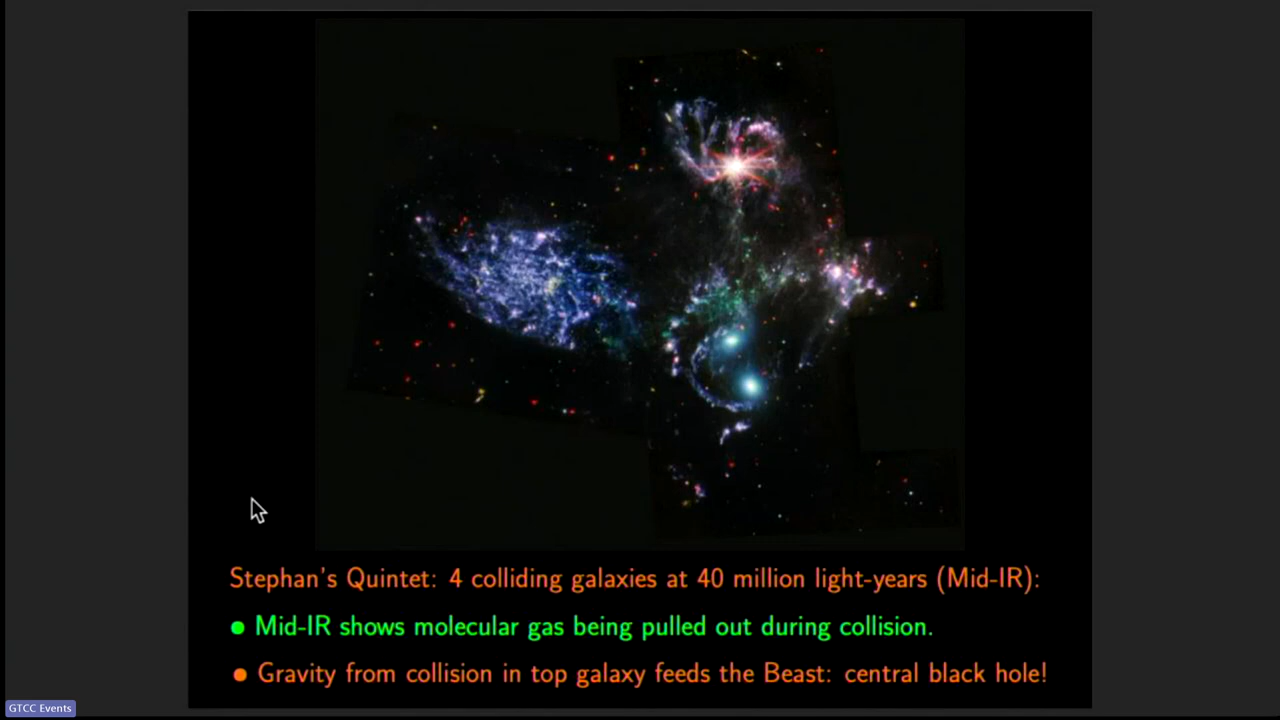 Stephan's Quintet: 4 colliding galaxies at 40 million light-years (Mid-IR):
• Mid-IR shows molecular gas being pulled out during collision.
• Gravity from collision in top galaxy feeds the Beast: central black hole!
GTCC Events